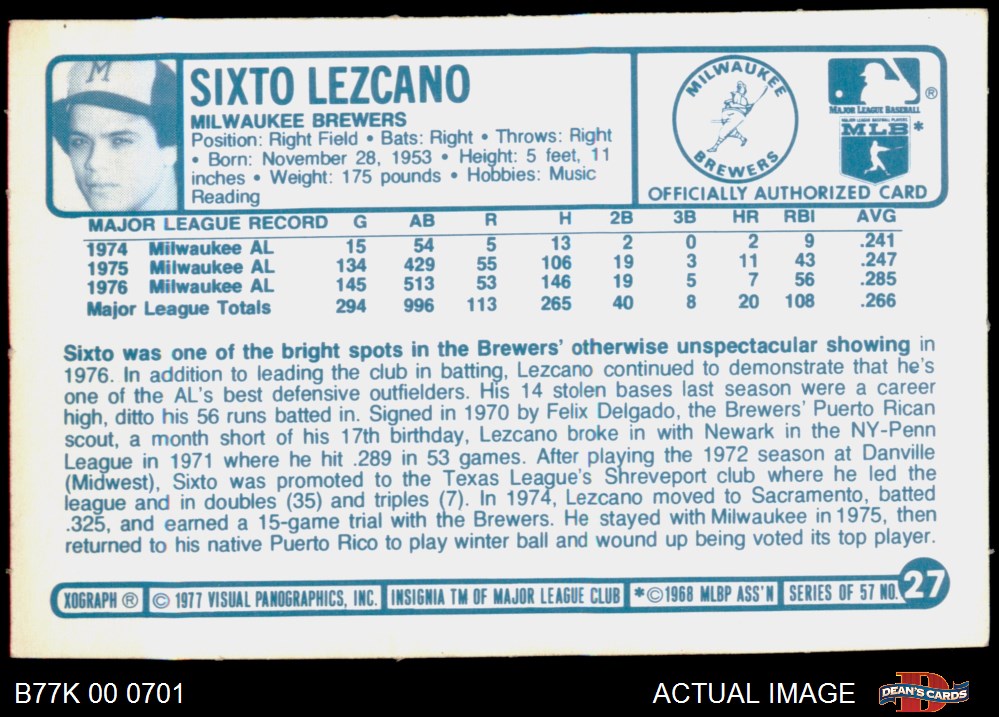 M
SIXTO LEZCANO
MILWAUKEE BREWERS
Position: Right Field • Bats: Right • Throws: Right
• Born: November 28, 1953 • Height: 5 feet, 11
inches • Weight: 175 pounds • Hobbies: Music
Reading
MILWAUKEE
BREWERS
®
MAJOR LEAGUE BASEBALL
MAJOR LEAGUE BASEBALL PLAYERS
MLB*
OFFICIALLY AUTHORIZED CARD
MAJOR LEAGUE RECORD G AB R H 2B 3B HR RBI AVG
1974 Milwaukee AL 15 54 5 13 2 0 2 9 .241
1975 Milwaukee AL 134 429 55 106 19 3 11 43 .247
1976 Milwaukee AL 145 513 53 146 19 5 7 56 .285
Major League Totals 294 996 113 265 40 8 20 108 .266
Sixto was one of the bright spots in the Brewers' otherwise unspectacular showing in
1976. In addition to leading the club in batting, Lezcano continued to demonstrate that he's
one of the AL's best defensive outfielders. His 14 stolen bases last season were a career
high, ditto his 56 runs batted in. Signed in 1970 by Felix Delgado, the Brewers' Puerto Rican
scout, a month short of his 17th birthday, Lezcano broke in with Newark in the NY-Penn
League in 1971 where he hit .289 in 53 games. After playing the 1972 season at Danville
(Midwest), Sixto was promoted to the Texas League's Shreveport club where he led the
league and in doubles (35) and triples (7). In 1974, Lezcano moved to Sacramento, batted
.325, and earned a 15-game trial with the Brewers. He stayed with Milwaukee in 1975, then
returned to his native Puerto Rico to play winter ball and wound up being voted its top player.
XOGRAPH ® © 1977 VISUAL PANOGRAPHICS, INC. INSIGNIA TM OF MAJOR LEAGUE CLUB *©1968 MLBP ASS'N SERIES OF 57 NO. 27
B77K 00 0701 ACTUAL IMAGE DEAN'S CARDS